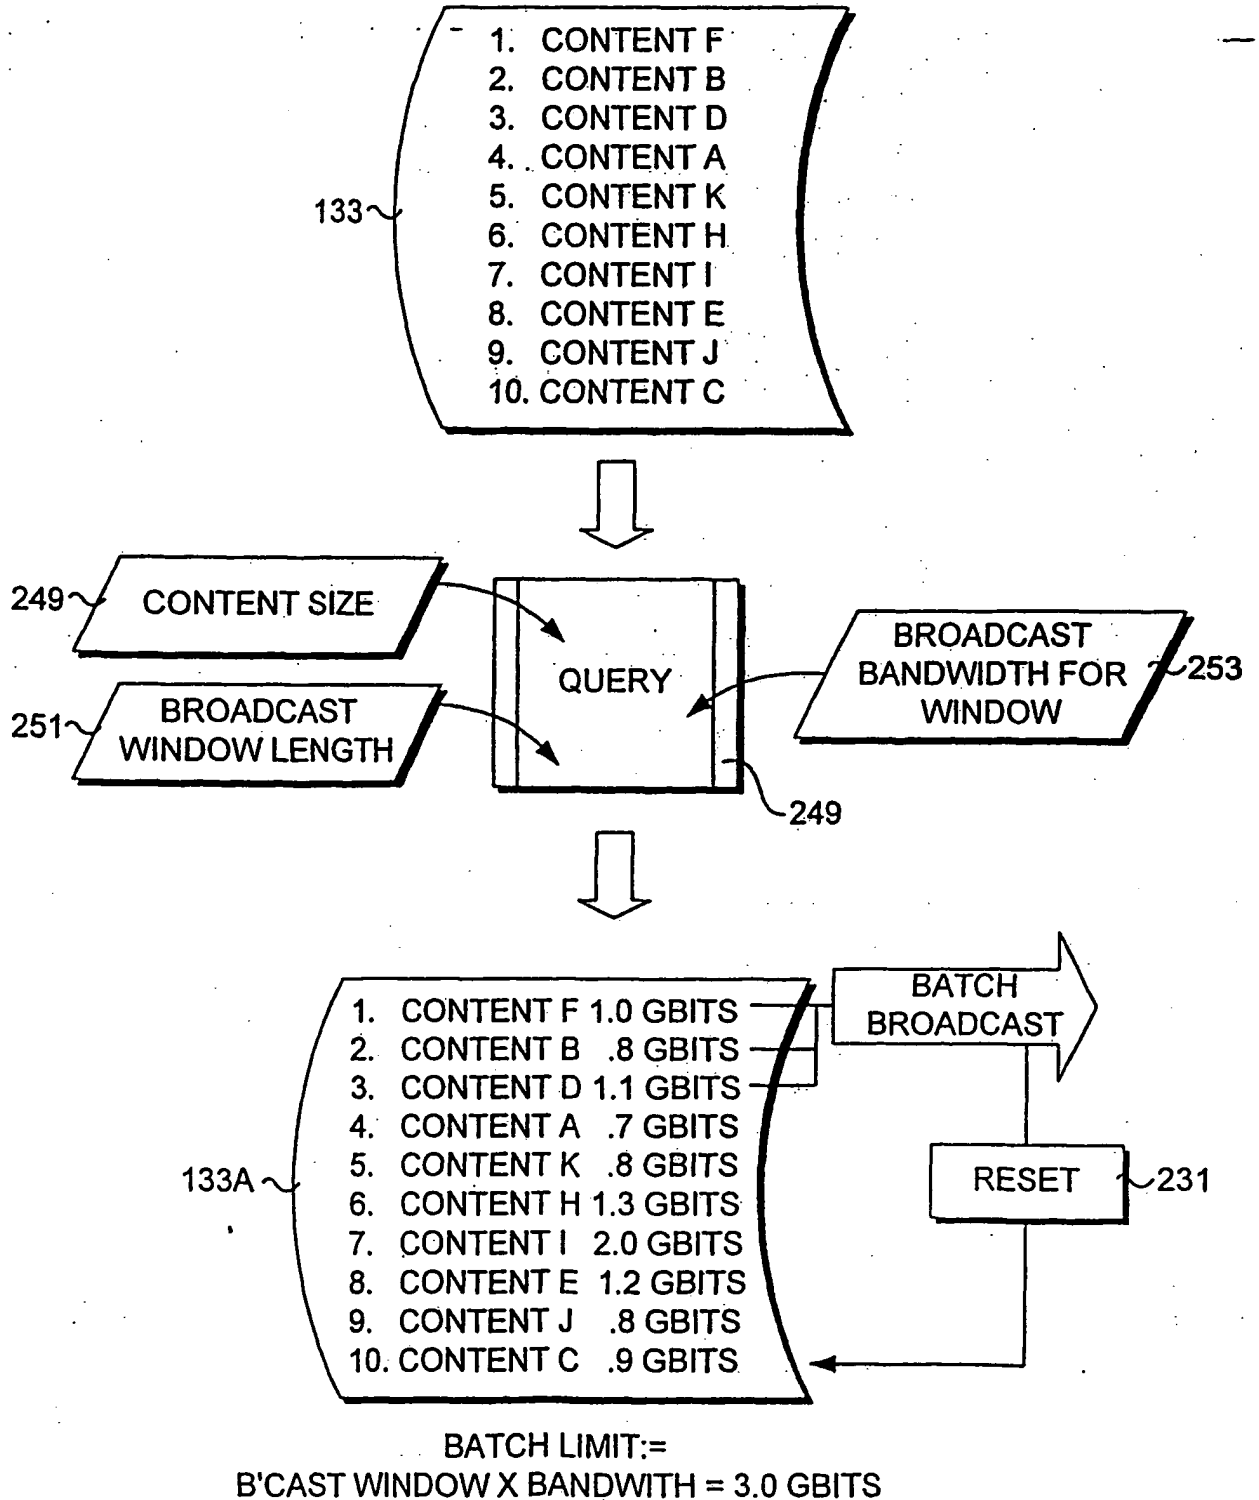 1. CONTENT F
2. CONTENT B
3. CONTENT D
4. CONTENT A
5. CONTENT K
6. CONTENT H
7. CONTENT I
8. CONTENT E
9. CONTENT J
10. CONTENT C
133
249
CONTENT SIZE
251
BROADCAST
WINDOW LENGTH
QUERY
BROADCAST
BANDWIDTH FOR
WINDOW
253
249
1. CONTENT F 1.0 GBITS
2. CONTENT B .8 GBITS
3. CONTENT D 1.1 GBITS
4. CONTENT A .7 GBITS
5. CONTENT K .8 GBITS
6. CONTENT H 1.3 GBITS
7. CONTENT I 2.0 GBITS
8. CONTENT E 1.2 GBITS
9. CONTENT J .8 GBITS
10. CONTENT C .9 GBITS
133A
BATCH
BROADCAST
RESET
231
BATCH LIMIT:=
B'CAST WINDOW X BANDWITH = 3.0 GBITS